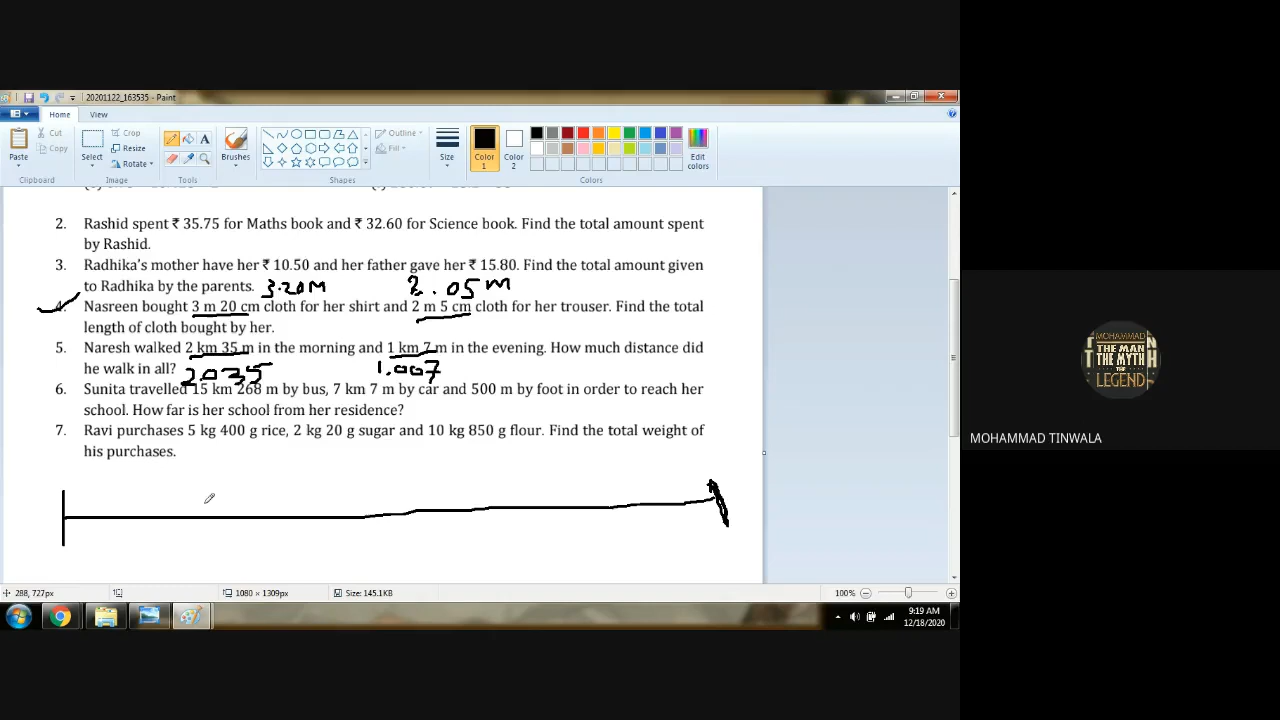 20201122_163535 - Paint
Home View
Paste
Cut
Copy
Clipboard
Select
Crop
Resize
Rotate
Image
A
Tools
Brushes
Outline
Fill
Shapes
Size
Color 1
Color 2
Edit colors
Colors
2. Rashid spent ₹ 35.75 for Maths book and ₹ 32.60 for Science book. Find the total amount spent
by Rashid.
3. Radhika's mother have her ₹ 10.50 and her father gave her ₹ 15.80. Find the total amount given
to Radhika by the parents.
3.20M 2.05 m
4. Nasreen bought 3 m 20 cm cloth for her shirt and 2 m 5 cm cloth for her trouser. Find the total
length of cloth bought by her.
5. Naresh walked 2 km 35 m in the morning and 1 km m in the evening. How much distance did
he walk in all?
2.035 1.007
6. Sunita travelled 15 km 268 m by bus, 7 km 7 m by car and 500 m by foot in order to reach her
school. How far is her school from her residence?
7. Ravi purchases 5 kg 400 g rice, 2 kg 20 g sugar and 10 kg 850 g flour. Find the total weight of
his purchases.
288, 727px
1080 × 1309px
Size: 145.1KB
100%
9:19 AM
12/18/2020
MOHAMMAD
THE MAN
THE MYTH
THE
LEGEND
MOHAMMAD TINWALA